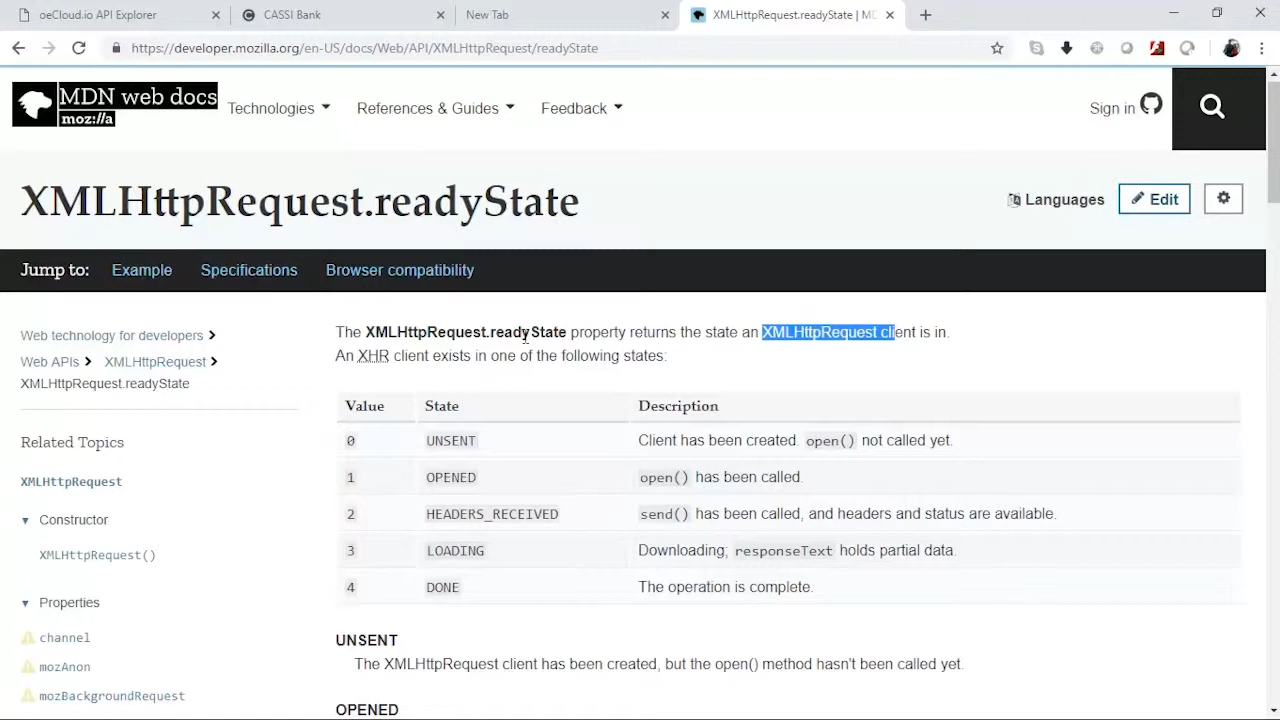 oeCloud.io API Explorer
CASSI Bank
New Tab
XMLHttpRequest.readyState | MD
https://developer.mozilla.org/en-US/docs/Web/API/XMLHttpRequest/readyState
MDN web docs
moz://a
Technologies
References & Guides
Feedback
Sign in
XMLHttpRequest.readyState
Languages
Edit
Jump to: Example Specifications Browser compatibility
Web technology for developers
Web APIs XMLHttpRequest
XMLHttpRequest.readyState
Related Topics
XMLHttpRequest
Constructor
XMLHttpRequest()
Properties
channel
mozAnon
mozBackgroundRequest
The XMLHttpRequest.readyState property returns the state an XMLHttpRequest client is in.
An XHR client exists in one of the following states:
Value State Description
0 UNSENT Client has been created. open() not called yet.
1 OPENED open() has been called.
2 HEADERS_RECEIVED send() has been called, and headers and status are available.
3 LOADING Downloading; responseText holds partial data.
4 DONE The operation is complete.
UNSENT
The XMLHttpRequest client has been created, but the open() method hasn't been called yet.
OPENED